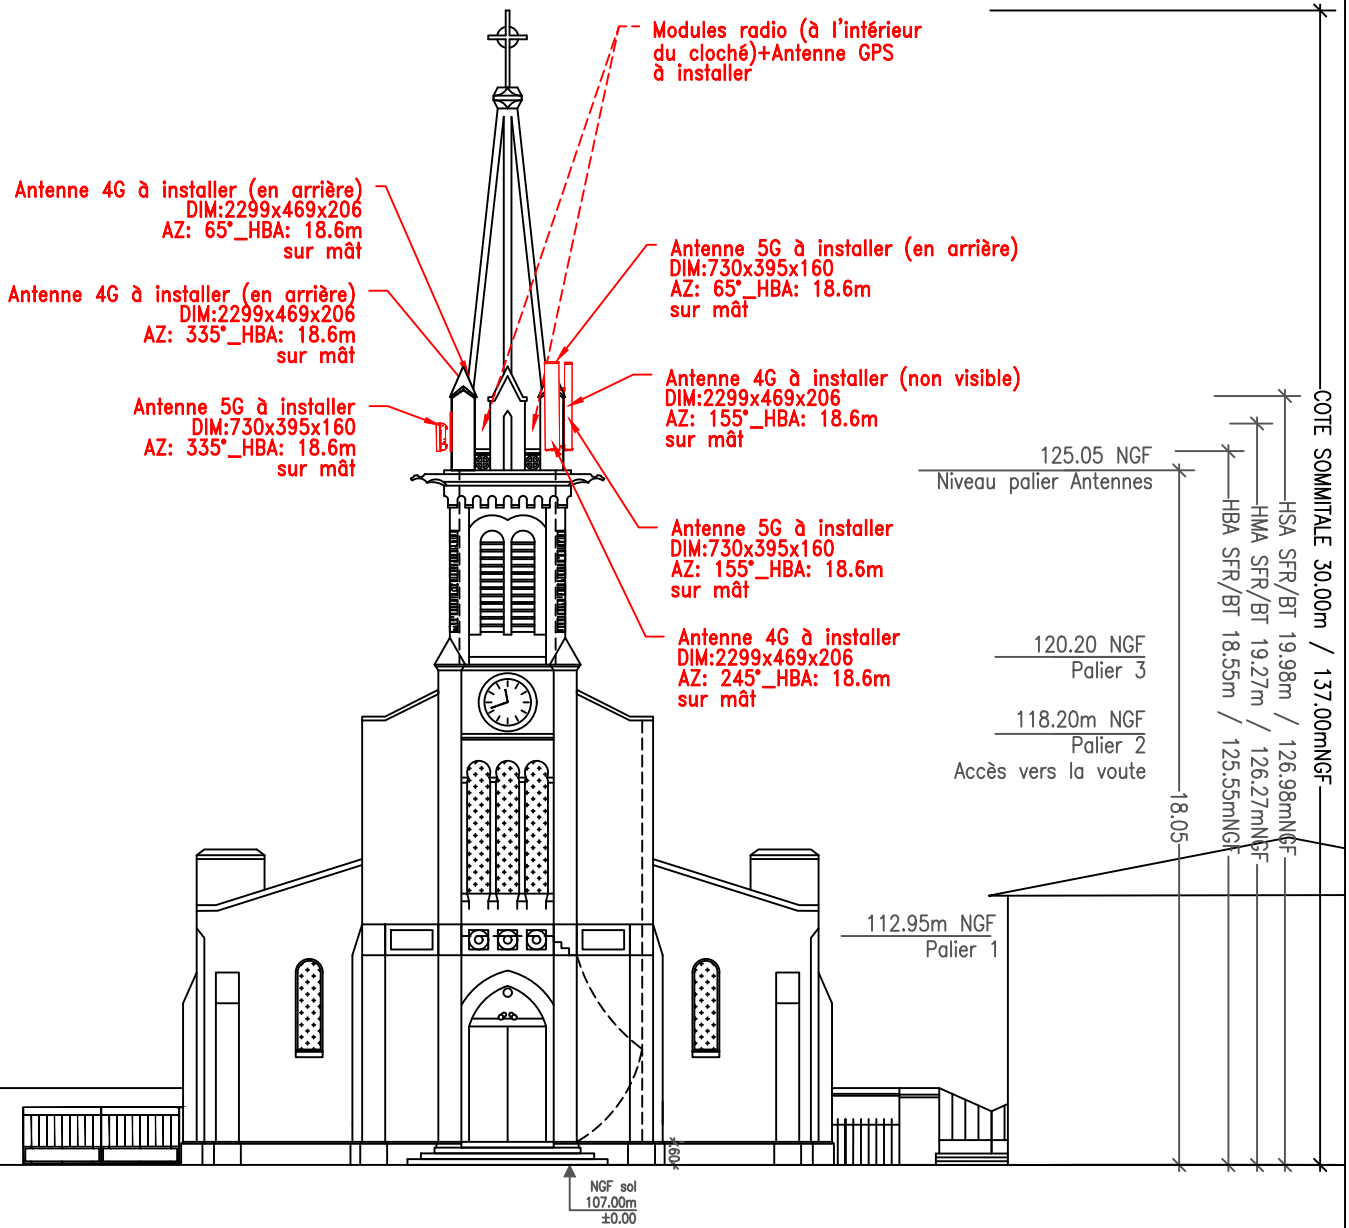 Modules radio (à l'intérieur
du cloché)+Antenne GPS
à installer
Antenne 4G à installer (en arrière)
DIM:2299x469x206
AZ: 65°_HBA: 18.6m
sur mât
Antenne 4G à installer (en arrière)
DIM:2299x469x206
AZ: 335°_HBA: 18.6m
sur mât
Antenne 5G à installer
DIM:730x395x160
AZ: 335°_HBA: 18.6m
sur mât
Antenne 5G à installer (en arrière)
DIM:730x395x160
AZ: 65°_HBA: 18.6m
sur mât
Antenne 4G à installer (non visible)
DIM:2299x469x206
AZ: 155°_HBA: 18.6m
sur mât
Antenne 5G à installer
DIM:730x395x160
AZ: 155°_HBA: 18.6m
sur mât
Antenne 4G à installer
DIM:2299x469x206
AZ: 245°_HBA: 18.6m
sur mât
125.05 NGF
Niveau palier Antennes
120.20 NGF
Palier 3
118.20m NGF
Palier 2
Accès vers la voute
112.95m NGF
Palier 1
18.05
HBA SFR/BT 18.55m / 125.55mNGF
HMA SFR/BT 19.27m / 126.27mNGF
HSA SFR/BT 19.98m / 126.98mNGF
COTE SOMMITALE 30.00m / 137.00mNGF
NGF sol
107.00m
±0.00